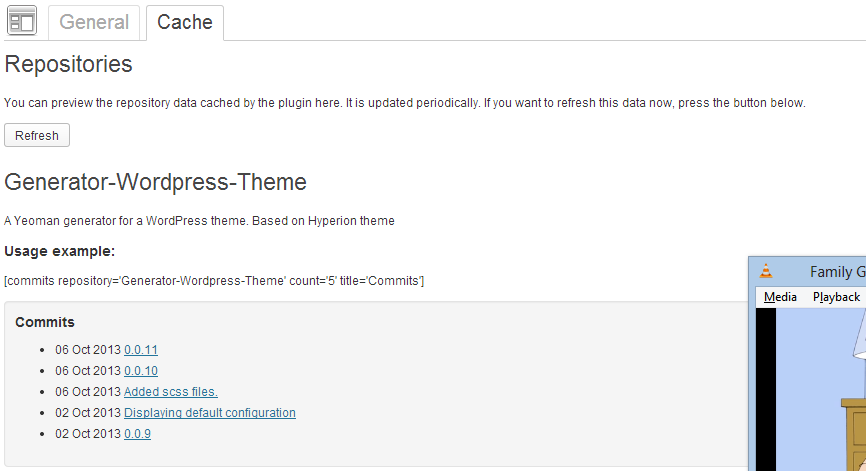 General
Cache
Repositories
You can preview the repository data cached by the plugin here. It is updated periodically. If you want to refresh this data now, press the button below.
Refresh
Generator-Wordpress-Theme
A Yeoman generator for a WordPress theme. Based on Hyperion theme
Usage example:
[commits repository='Generator-Wordpress-Theme' count='5' title='Commits']
Commits
06 Oct 2013 0.0.11
06 Oct 2013 0.0.10
06 Oct 2013 Added scss files.
02 Oct 2013 Displaying default configuration
02 Oct 2013 0.0.9
Family G
Media Playback